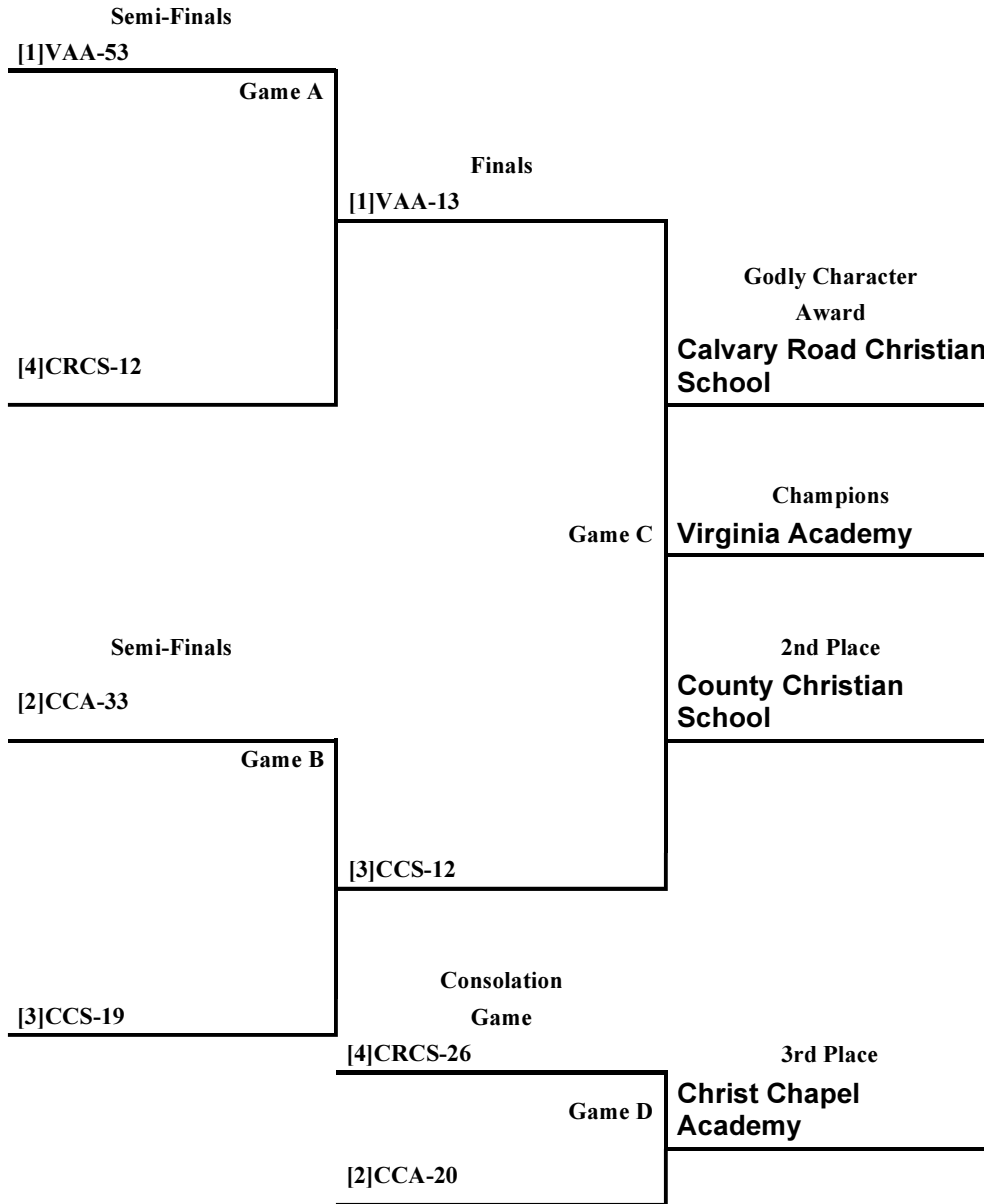 Semi-Finals
[1]VAA-53
Game A
Finals
[1]VAA-13
Godly Character
Award
Calvary Road Christian
School
[4]CRCS-12
Champions
Game C
Virginia Academy
Semi-Finals
2nd Place
[2]CCA-33
County Christian
School
Game B
[3]CCS-12
Consolation
Game
[3]CCS-19
[4]CRCS-26
3rd Place
Game D
Christ Chapel
Academy
[2]CCA-20